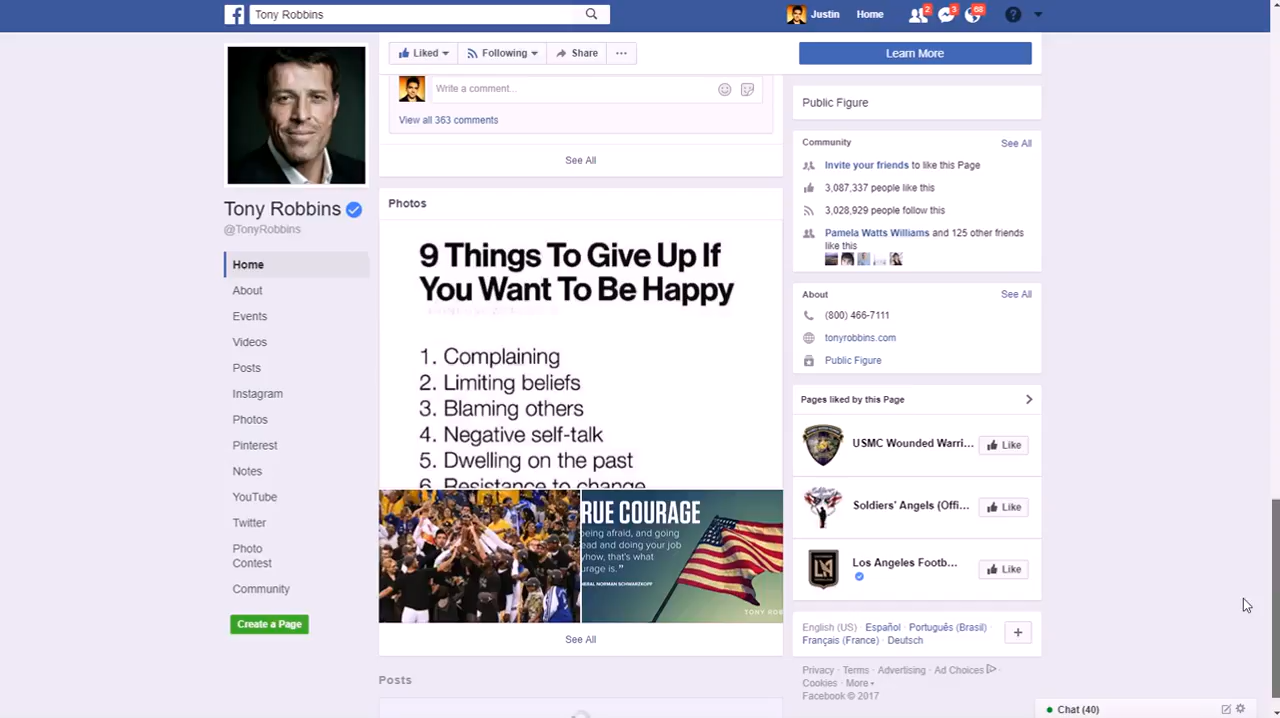 Tony Robbins
Justin
Home
2
3
68
Liked
Following
Share
Learn More
Write a comment...
View all 363 comments
See All
Tony Robbins
@TonyRobbins
Home
About
Events
Videos
Posts
Instagram
Photos
Pinterest
Notes
YouTube
Twitter
Photo
Contest
Community
Create a Page
Photos
9 Things To Give Up If
You Want To Be Happy
1. Complaining
2. Limiting beliefs
3. Blaming others
4. Negative self-talk
5. Dwelling on the past
6. Resistance to change
RUE COURAGE
being afraid, and going
ead and doing your job
yhow, that's what
urage is."
ERAL NORMAN SCHWARZKOPF
TONY ROB
See All
Posts
Public Figure
Community
See All
Invite your friends to like this Page
3,087,337 people like this
3,028,929 people follow this
Pamela Watts Williams and 125 other friends
like this
About
See All
(800) 466-7111
tonyrobbins.com
Public Figure
Pages liked by this Page
USMC Wounded Warri...
Like
Soldiers' Angels (Offi...
Like
Los Angeles Footb...
Like
English (US) · Español · Português (Brasil) ·
Français (France) · Deutsch
Privacy · Terms · Advertising · Ad Choices ·
Cookies · More
Facebook © 2017
Chat (40)